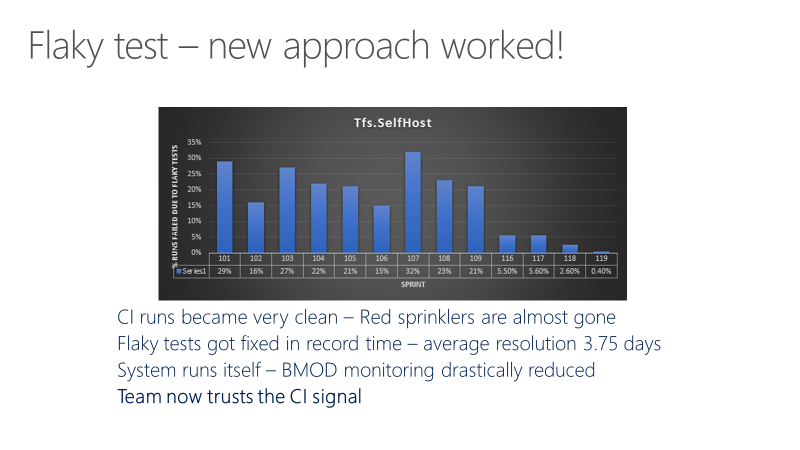 Flaky test – new approach worked!
Tfs.SelfHost
% RUNS FAILED DUE TO FLAKY TESTS
35%
30%
25%
20%
15%
10%
5%
0%
101 102 103 104 105 106 107 108 109 116 117 118 119
Series1 29% 16% 27% 22% 21% 15% 32% 23% 21% 5.50% 5.60% 2.60% 0.40%
SPRINT
CI runs became very clean – Red sprinklers are almost gone
Flaky tests got fixed in record time – average resolution 3.75 days
System runs itself – BMOD monitoring drastically reduced
Team now trusts the CI signal